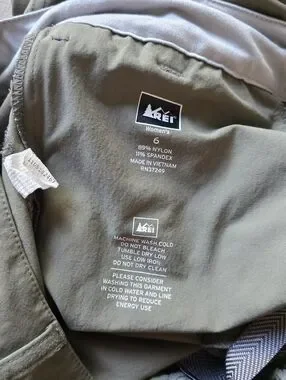 REI
Women's
6
89% NYLON
11% SPANDEX
MADE IN VIETNAM
RN37249
REI
MACHINE WASH COLD
DO NOT BLEACH
TUMBLE DRY LOW
USE LOW IRON
DO NOT DRY CLEAN
PLEASE CONSIDER
WASHING THIS GARMENT
IN COLD WATER AND LINE
DRYING TO REDUCE
ENERGY USE